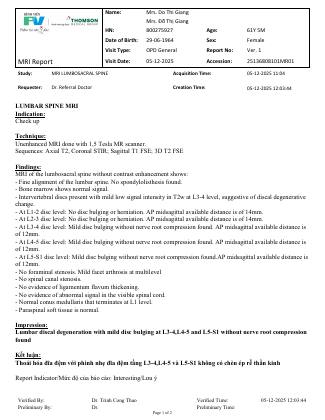 FV
THOMSON
MEDICAL GROUP
MRI Report
Name: Mrs. Do Thi Giang
Mrs. Đỗ Thị Giang
HN: 800275927 Age: 61Y 5M
Date of Birth: 29-06-1964 Sex: Female
Visit Type: OPD General Report No: Ver. 1
Visit Date: 05-12-2025 Accession: 25136808101MR01
Study: MRI LUMBOSACRAL SPINE Acquisition Time: 05-12-2025 11:04
Requester: Dr. Referral Doctor Creation Time: 05-12-2025 12:03:44
LUMBAR SPINE MRI
Indication:
Check up
Technique:
Unenhanced MRI done with 1.5 Tesla MR scanner.
Sequences: Axial T2, Coronal STIR; Sagittal T1 FSE; 3D T2 FSE
Findings:
MRI of the lumbosacral spine without contrast enhancement shows:
- Fine alignment of the lumbar spine. No spondylolisthesis found.
- Bone marrow shows normal signal.
- Intervertebral discs present with mild low signal intensity in T2w at L3-4 level, suggestive of discal degenerative
change.
- At L1-2 disc level: No disc bulging or herniation. AP midsagittal available distance is of 14mm.
- At L2-3 disc level: No disc bulging or herniation. AP midsagittal available distance is of 14mm.
- At L3-4 disc level: Mild disc bulging without nerve root compression found. AP midsagittal available distance is
of 12mm.
- At L4-5 disc level: Mild disc bulging without nerve root compression found. AP midsagittal available distance is
of 12mm.
- At L5-S1 disc level: Mild disc bulging without nerve root compression found.AP midsagittal available distance is
of 12mm.
- No foraminal stenosis. Mild facet arthrosis at multilevel
- No spinal canal stenosis.
- No evidence of ligamentum flavum thickening.
- No evidence of abnormal signal in the visible spinal cord.
- Normal conus medullaris that terminates at L1 level.
- Paraspinal soft tissue is normal.
Impression:
Lumbar discal degeneration with mild disc bulging at L3-4,L4-5 and L5-S1 without nerve root compression
found
Kết luận:
Thoái hóa đĩa đệm với phình nhẹ đĩa đệm tầng L3-4,L4-5 và L5-S1 không có chèn ép rễ thần kinh
Report Indicator/Mức độ của báo cáo: Interesting/Lưu ý
Verified By: Dr. Trinh Cong Thao Verified Time: 05-12-2025 12:03:44
Preliminary By: Dr. Preliminary Time:
Page 1 of 2